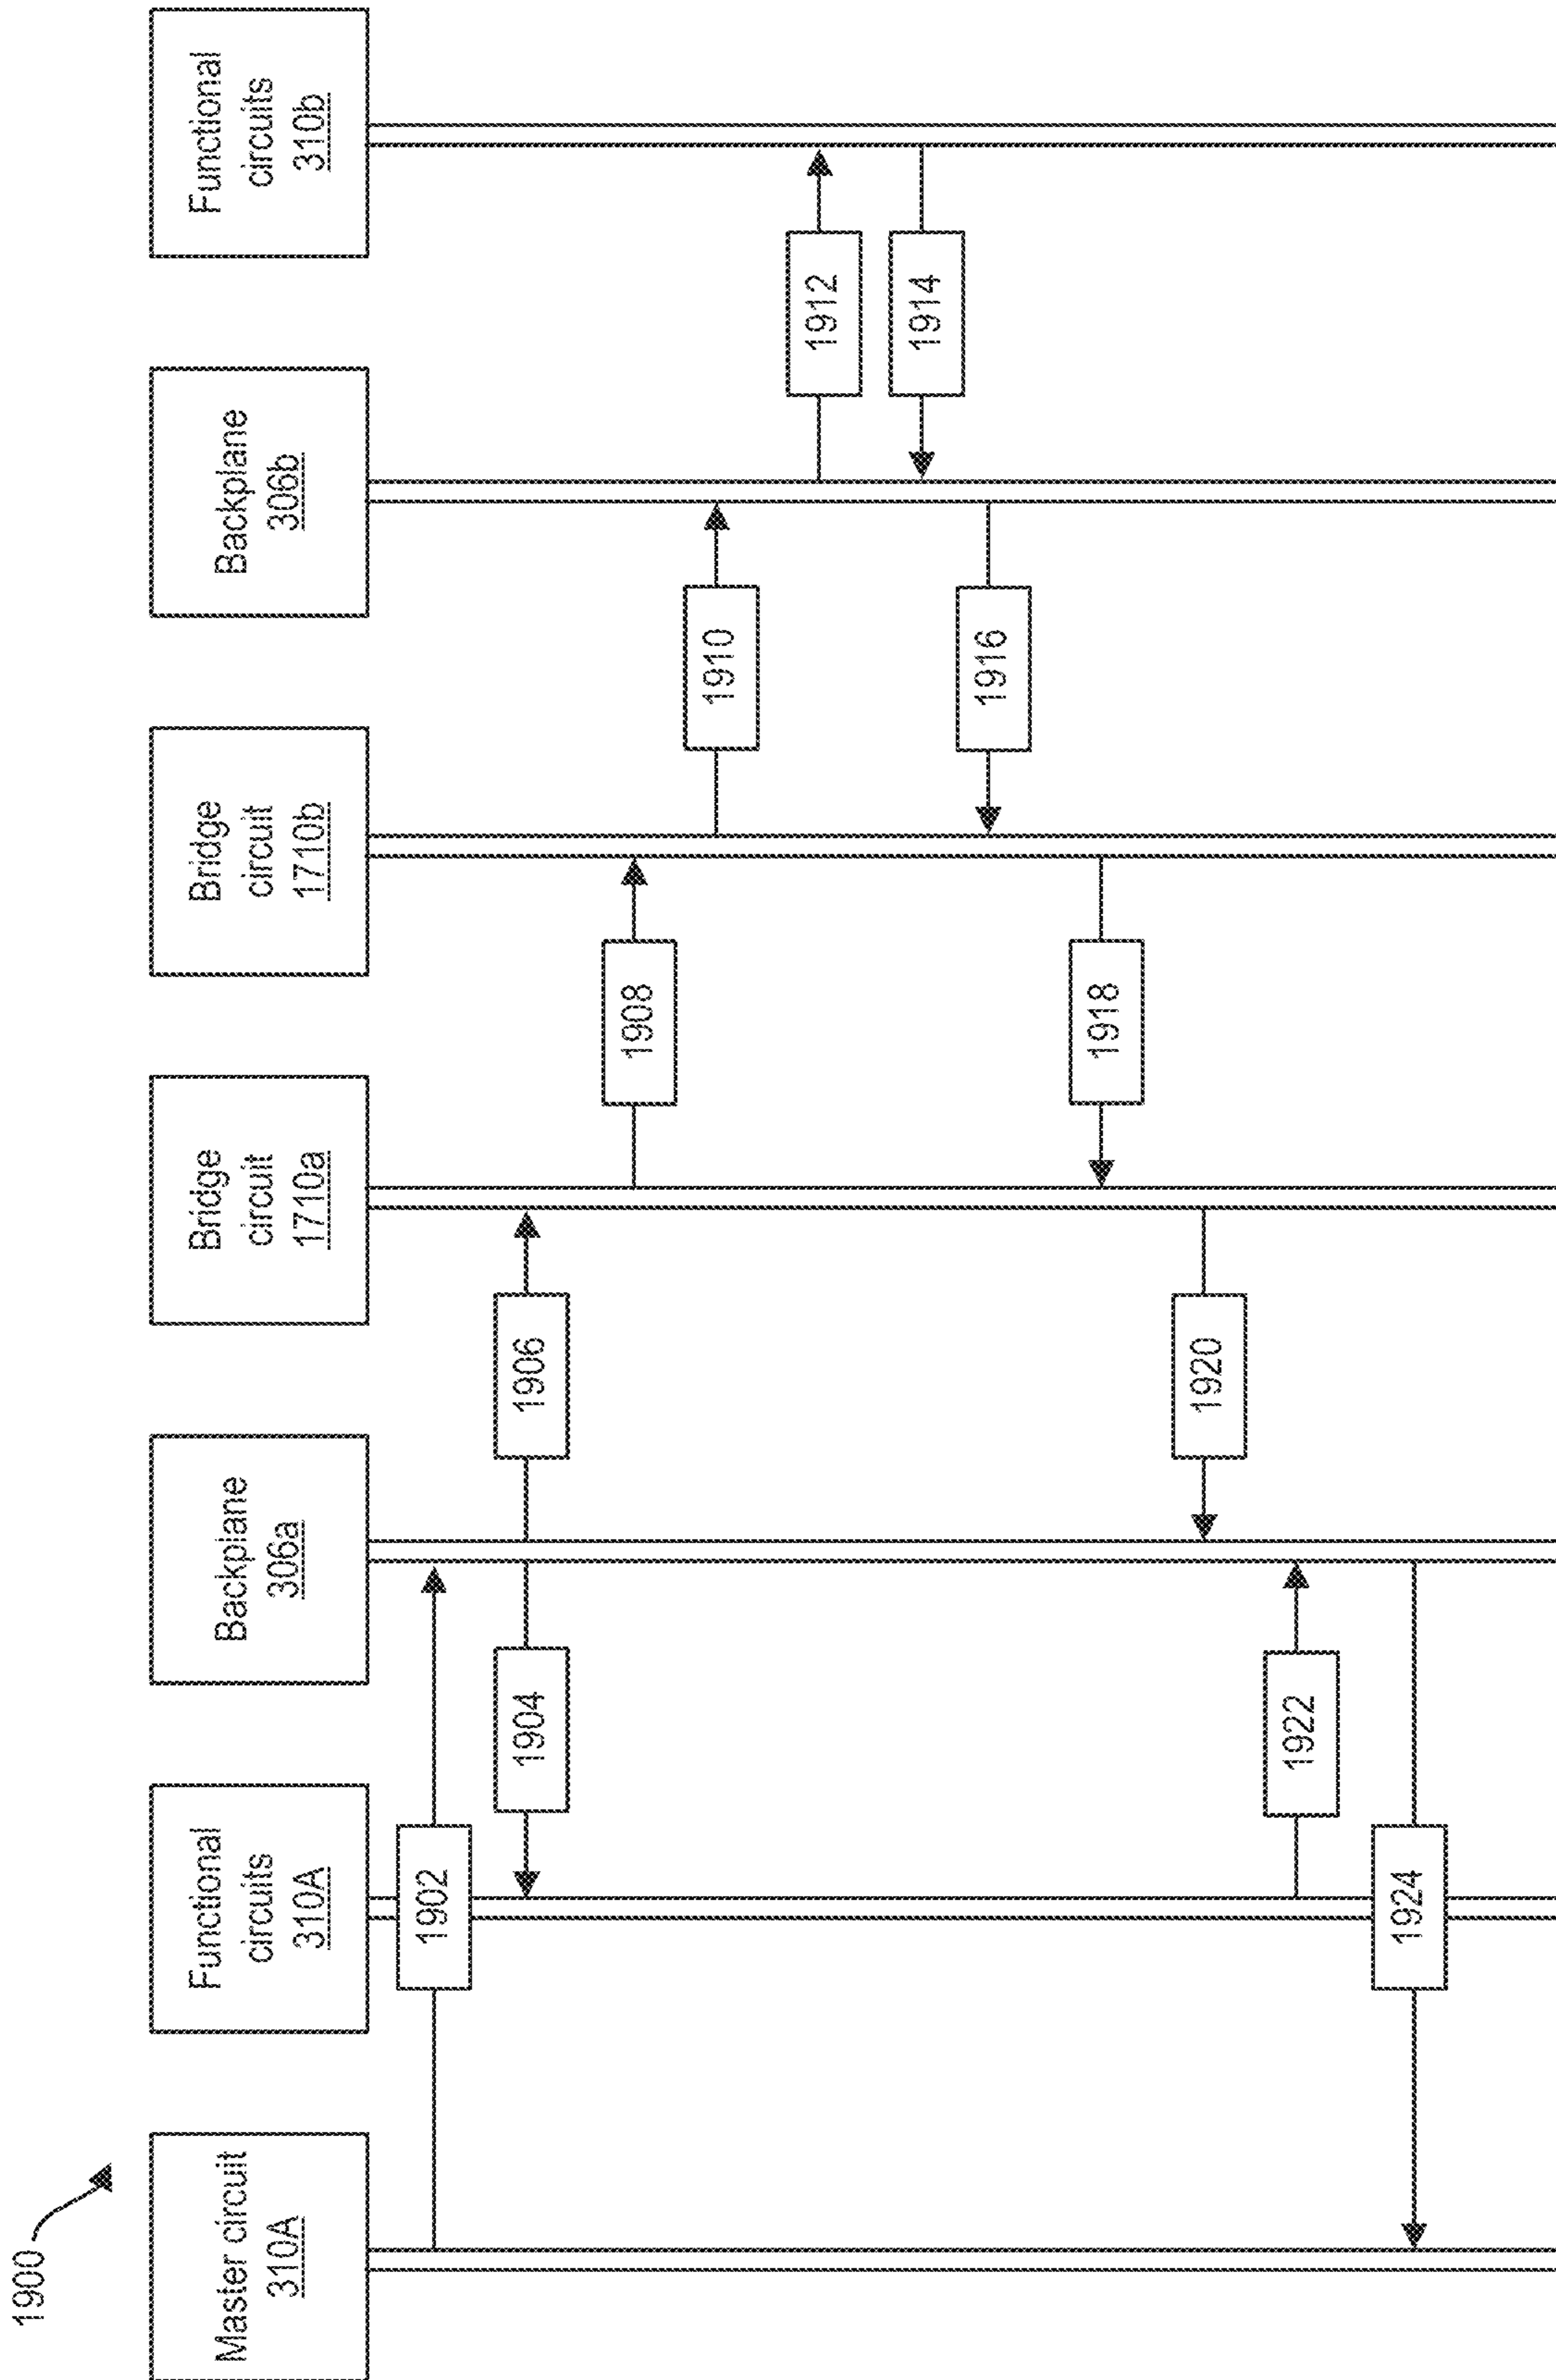 1900
Master circuit
310A
Functional
circuits
310A
Backplane
306a
Bridge
circuit
1710a
Bridge
circuit
1710b
Backplane
306b
Functional
circuits
310b
1902
1904
1906
1908
1910
1912
1914
1916
1918
1920
1922
1924